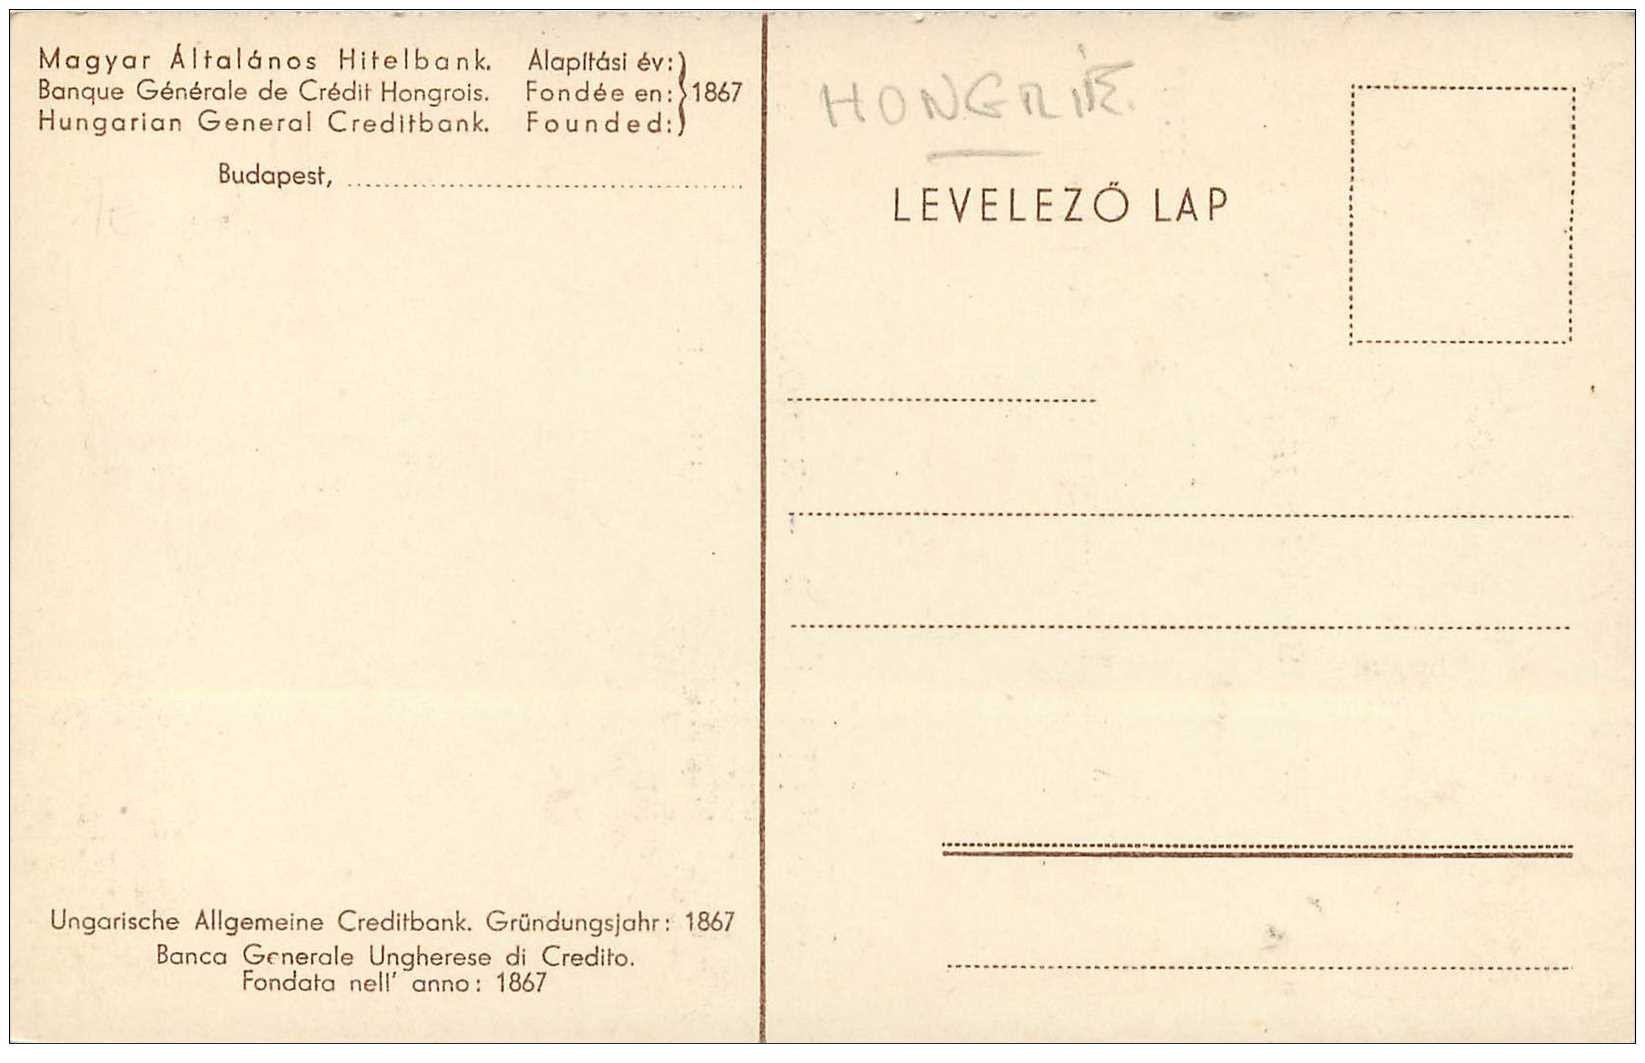 Magyar Általános Hitelbank. Alapítási év:
Banque Générale de Crédit Hongrois. Fondée en: } 1867
Hungarian General Creditbank. Founded:
Budapest,
HONGRIE.
LEVELEZŐ LAP
Ungarische Allgemeine Creditbank. Gründungsjahr: 1867
Banca Generale Ungherese di Credito.
Fondata nell' anno: 1867